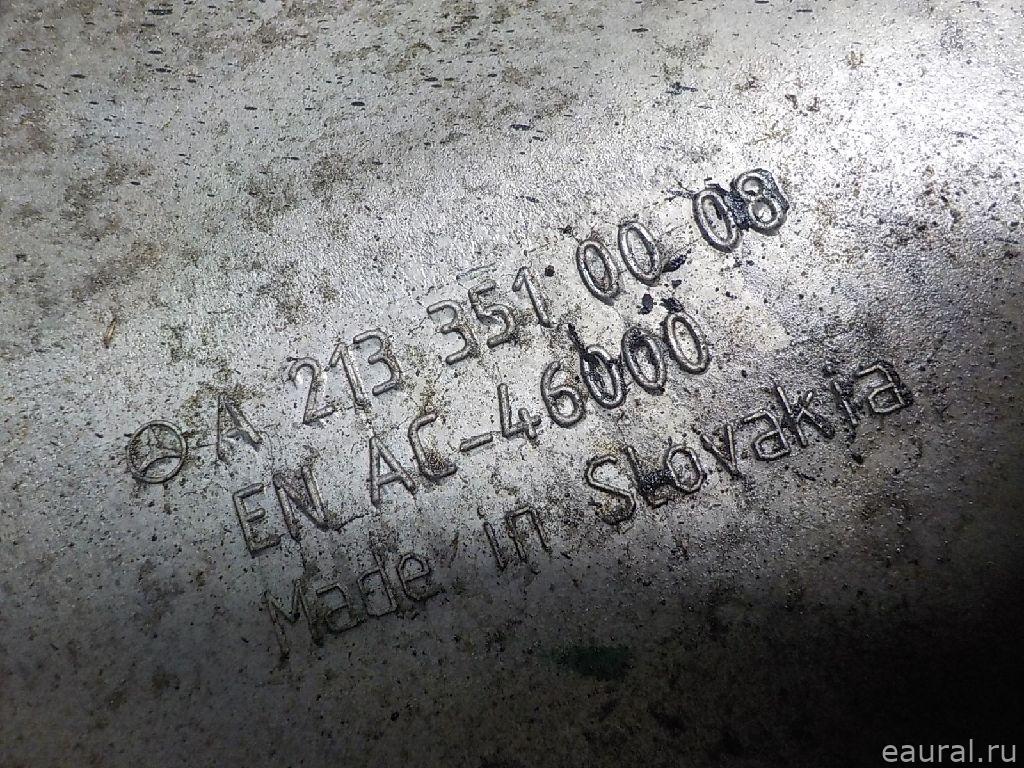 A 213 351 00 08
EN AC-46000
Made in Slovakia
eaural.ru